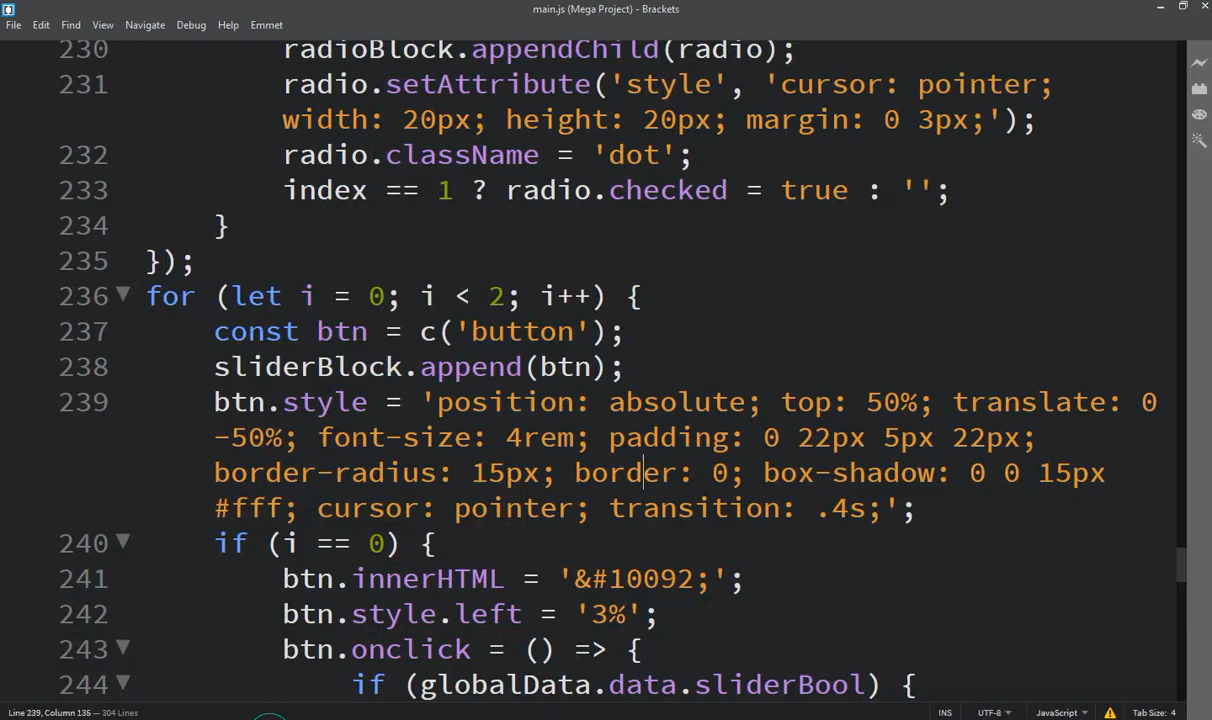 main.js (Mega Project) - Brackets
File Edit Find View Navigate Debug Help Emmet
230 radioBlock.appendChild(radio);
231 radio.setAttribute('style', 'cursor: pointer;
width: 20px; height: 20px; margin: 0 3px;');
232 radio.className = 'dot';
233 index == 1 ? radio.checked = true : '';
234 }
235 });
236 for (let i = 0; i < 2; i++) {
237 const btn = c('button');
238 sliderBlock.append(btn);
239 btn.style = 'position: absolute; top: 50%; translate: 0
-50%; font-size: 4rem; padding: 0 22px 5px 22px;
border-radius: 15px; border: 0; box-shadow: 0 0 15px
#fff; cursor: pointer; transition: .4s;';
240 if (i == 0) {
241 btn.innerHTML = '&#10092;';
242 btn.style.left = '3%';
243 btn.onclick = () => {
244 if (globalData.data.sliderBool) {
Line 239, Column 135 — 304 Lines INS UTF-8 JavaScript Tab Size: 4